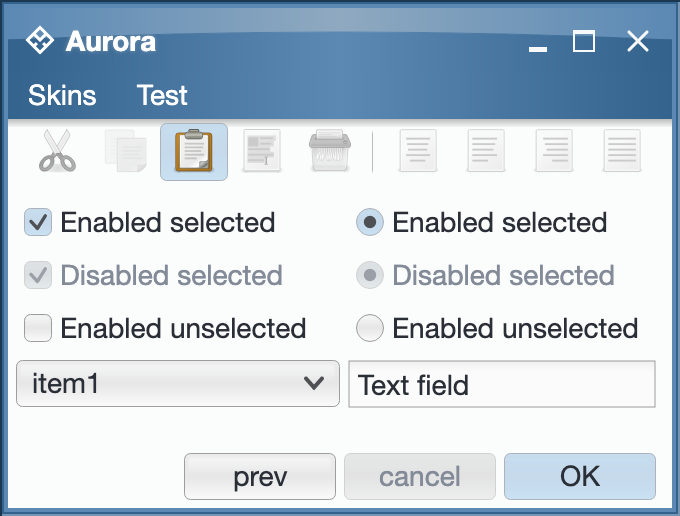 Aurora
Skins Test
Enabled selected Enabled selected
Disabled selected Disabled selected
Enabled unselected Enabled unselected
item1 Text field
prev cancel OK